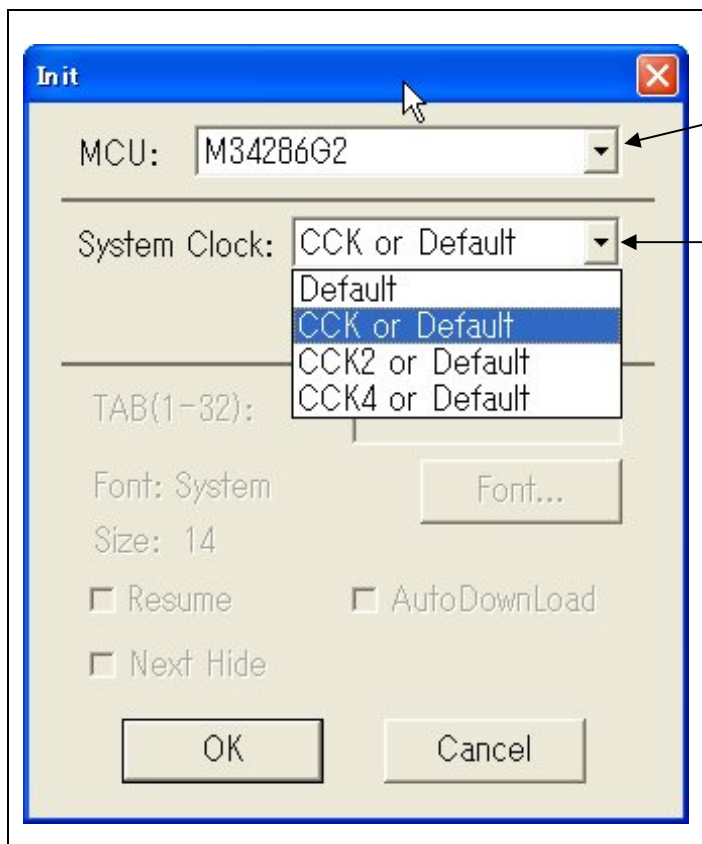 Init
MCU: M34286G2
System Clock: CCK or Default
Default
CCK or Default
CCK2 or Default
CCK4 or Default
TAB(1-32):
Font: System
Font...
Size: 14
Resume
AutoDownLoad
Next Hide
OK
Cancel